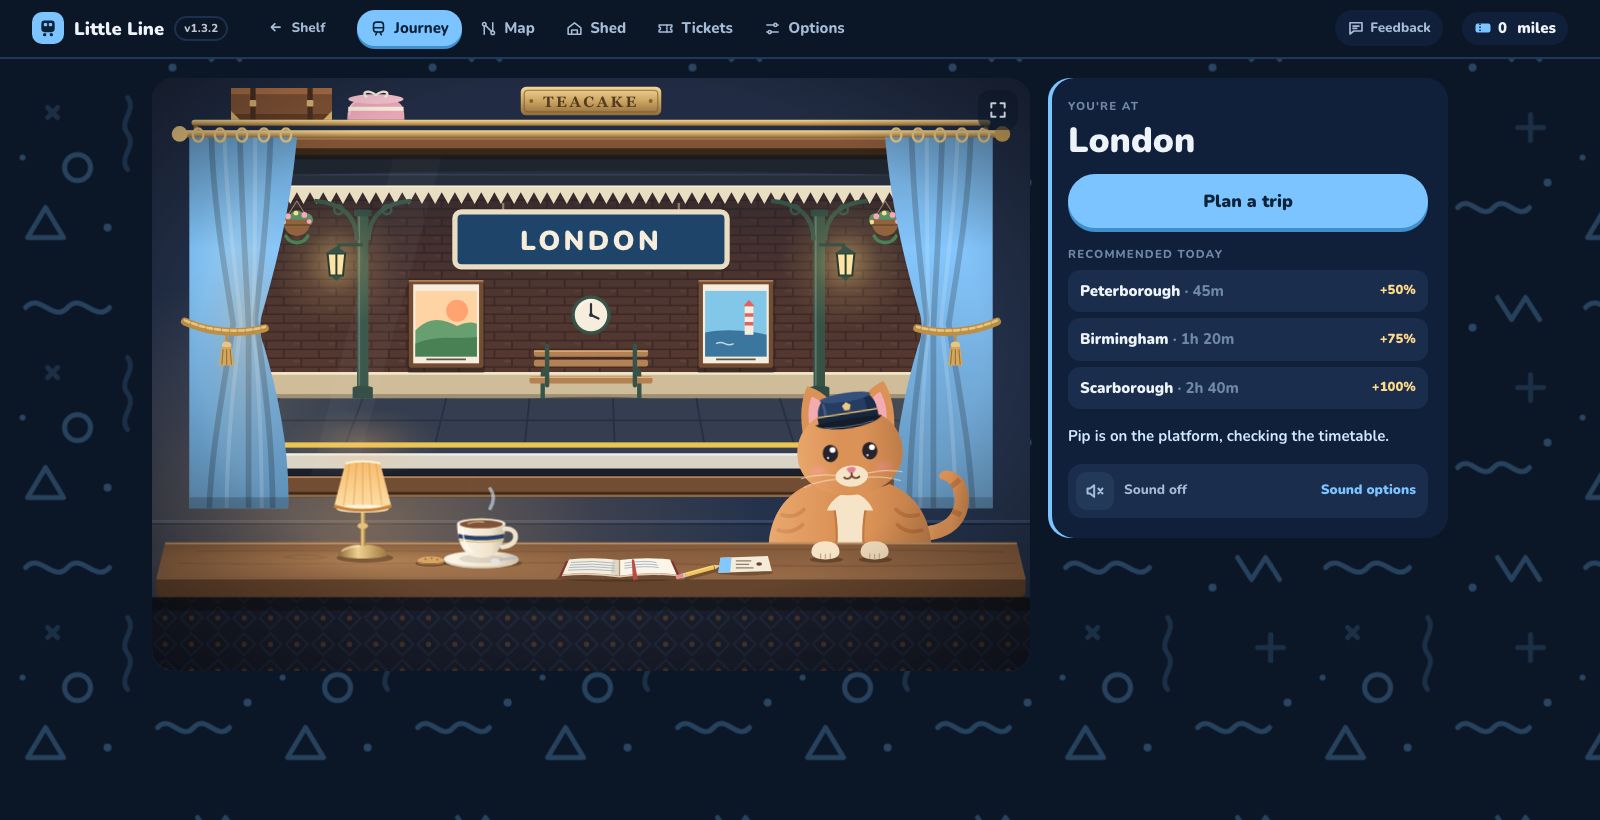 Little Line
v1.3.2
Shelf
Journey
Map
Shed
Tickets
Options
Feedback
0 miles
TEACAKE
LONDON
YOU'RE AT
London
Plan a trip
RECOMMENDED TODAY
Peterborough · 45m
+50%
Birmingham · 1h 20m
+75%
Scarborough · 2h 40m
+100%
Pip is on the platform, checking the timetable.
Sound off
Sound options